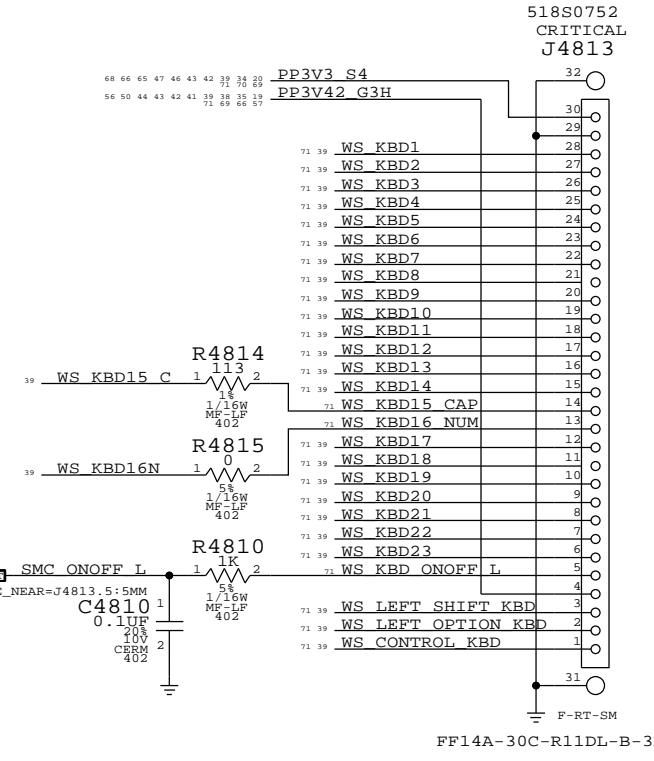 518S0752
CRITICAL
J4813
32
68 66 65 47 46 43 42 39 34 20 PP3V3_S4
71 70 69
56 50 44 43 42 41 39 38 35 19 PP3V42_G3H
71 69 66 57
30
29
71 39 WS_KBD1 28
71 39 WS_KBD2 27
71 39 WS_KBD3 26
71 39 WS_KBD4 25
71 39 WS_KBD5 24
71 39 WS_KBD6 23
71 39 WS_KBD7 22
71 39 WS_KBD8 21
71 39 WS_KBD9 20
71 39 WS_KBD10 19
71 39 WS_KBD11 18
71 39 WS_KBD12 17
71 39 WS_KBD13 16
71 39 WS_KBD14 15
71 WS_KBD15_CAP 14
71 WS_KBD16_NUM 13
71 39 WS_KBD17 12
71 39 WS_KBD18 11
71 39 WS_KBD19 10
71 39 WS_KBD20 9
71 39 WS_KBD21 8
71 39 WS_KBD22 7
71 39 WS_KBD23 6
71 WS_KBD_ONOFF_L 5
4
71 39 WS_LEFT_SHIFT_KBD 3
71 39 WS_LEFT_OPTION_KBD 2
71 39 WS_CONTROL_KBD 1
31
F-RT-SM
FF14A-30C-R11DL-B-3
R4814
113
39 WS_KBD15_C 1 2
1%
1/16W
MF-LF
402
R4815
0
39 WS_KBD16N 1 2
5%
1/16W
MF-LF
402
R4810
1K
SMC_ONOFF_L 1 2
5%
1/16W
MF-LF
402
C_NEAR=J4813.5:5MM
C4810 1
0.1UF
20%
10V 2
CERM
402